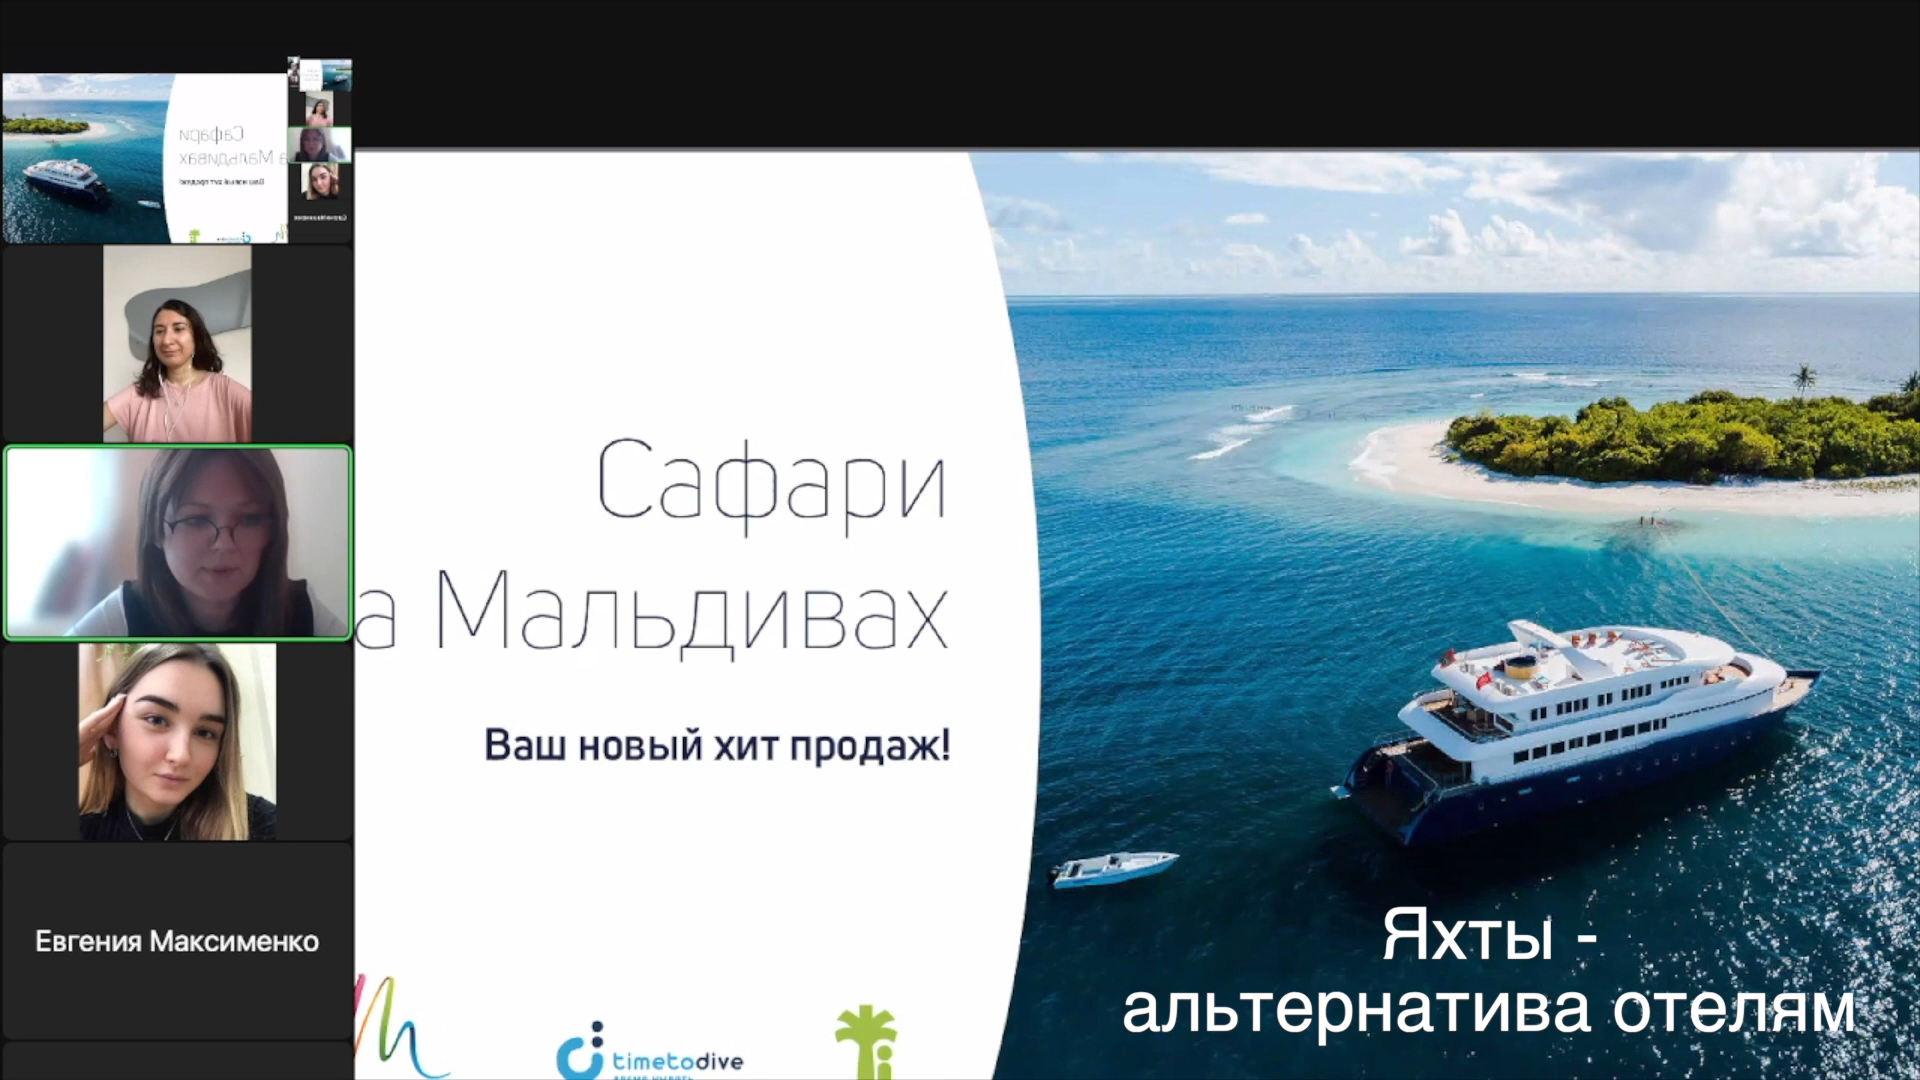 Сафари
а Мальдивах
Ваш новый хит продаж!
timetodive
Яхты -
альтернатива отелям
Евгения Максименко